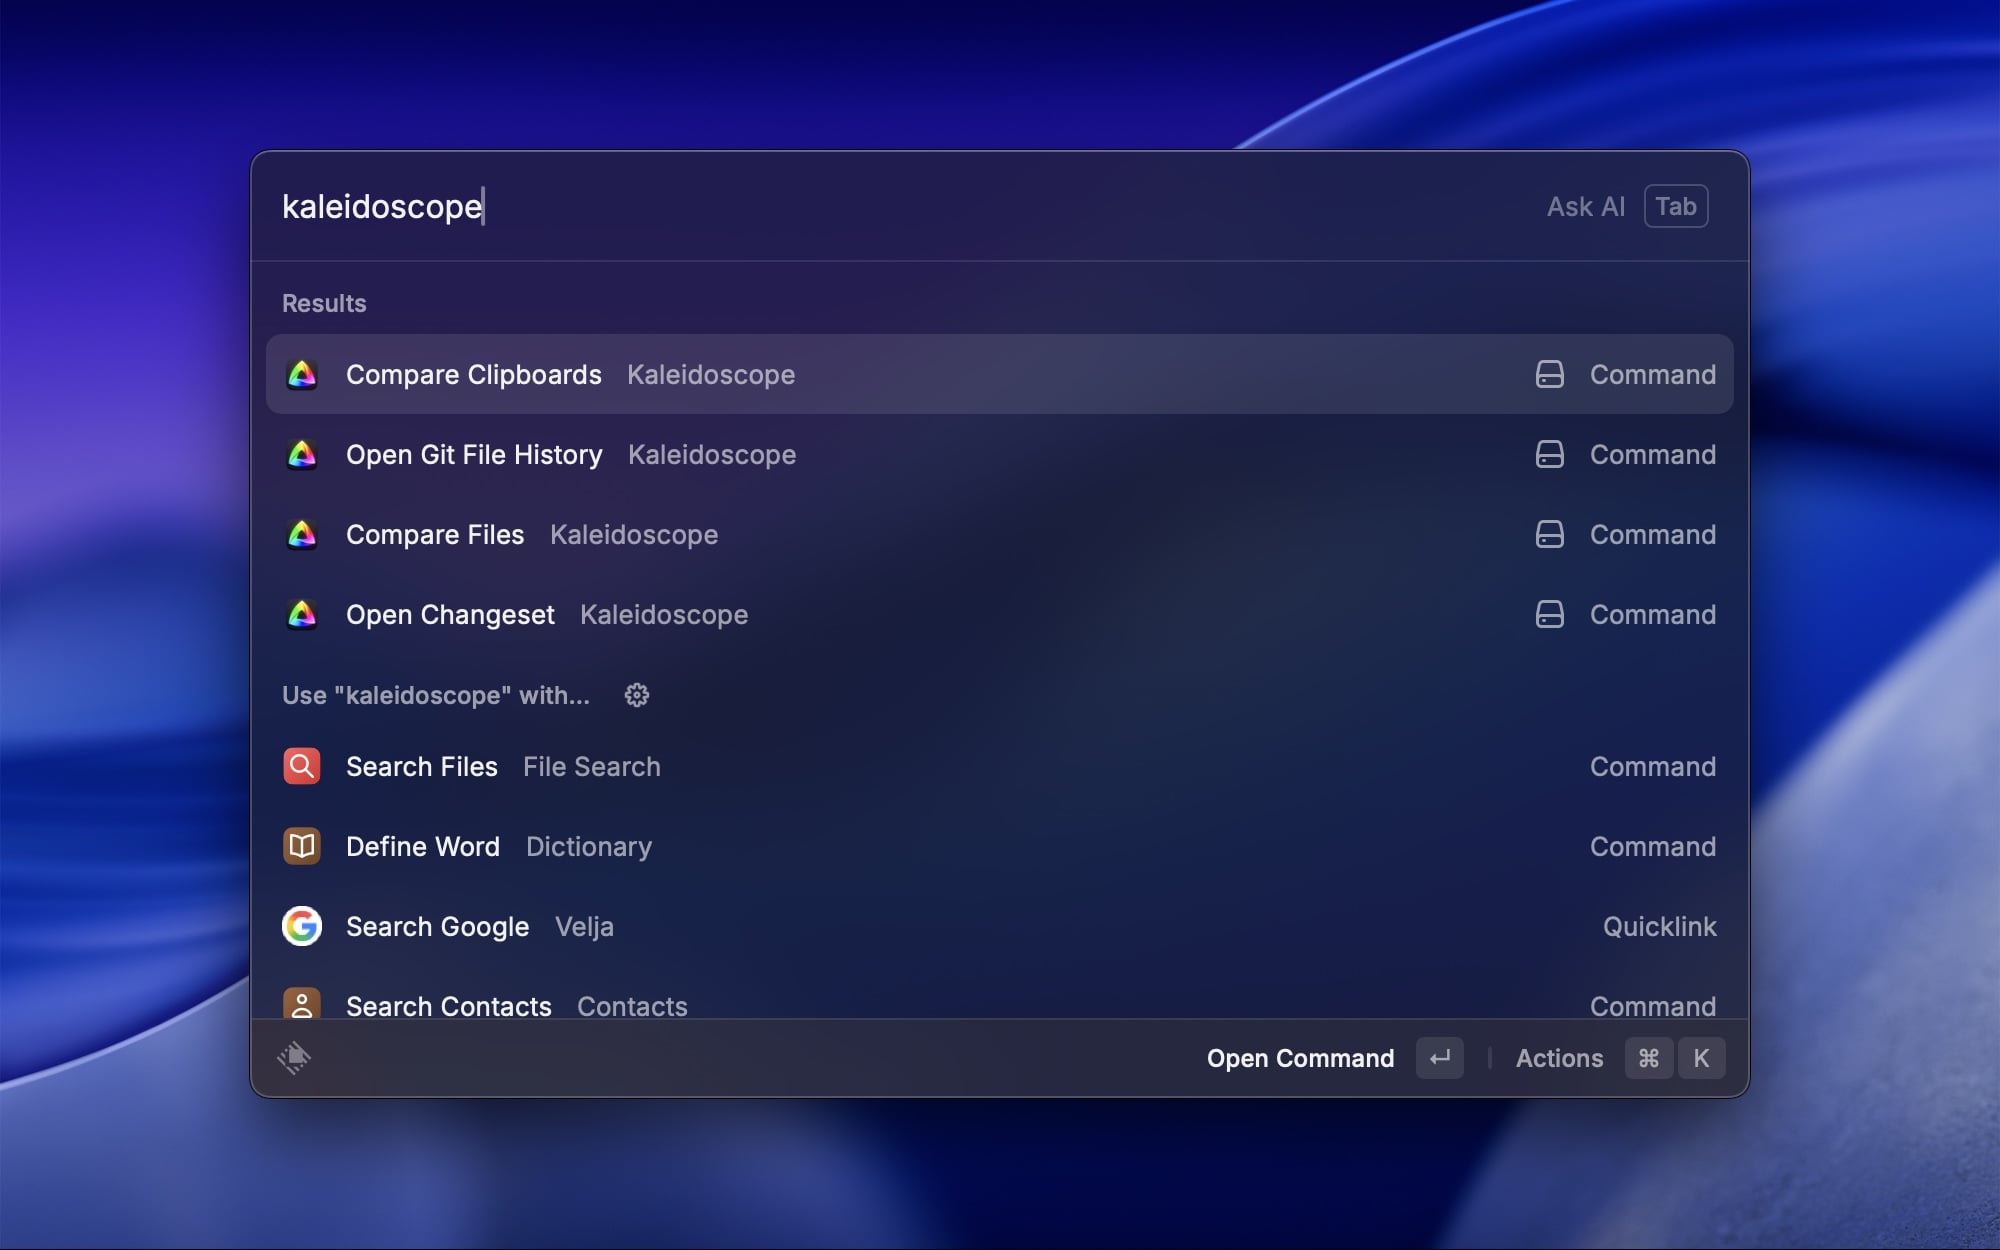 kaleidoscope Ask AI Tab
Results
Compare Clipboards Kaleidoscope Command
Open Git File History Kaleidoscope Command
Compare Files Kaleidoscope Command
Open Changeset Kaleidoscope Command
Use "kaleidoscope" with...
Search Files File Search Command
Define Word Dictionary Command
Search Google Velja Quicklink
Search Contacts Contacts Command
Open Command ↵ Actions ⌘ K